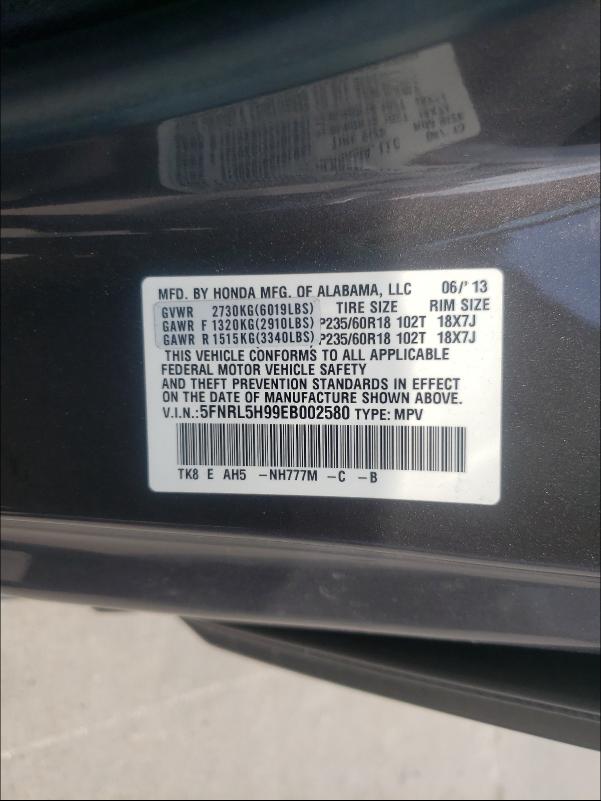 MFD. BY HONDA MFG. OF ALABAMA, LLC 06/'13
GVWR 2730KG(6019LBS) TIRE SIZE RIM SIZE
GAWR F 1320KG(2910LBS) P235/60R18 102T 18X7J
GAWR R 1515KG(3340LBS) P235/60R18 102T 18X7J
THIS VEHICLE CONFORMS TO ALL APPLICABLE
FEDERAL MOTOR VEHICLE SAFETY
AND THEFT PREVENTION STANDARDS IN EFFECT
ON THE DATE OF MANUFACTURE SHOWN ABOVE.
V.I.N.:5FNRL5H99EB002580 TYPE: MPV
TK8 E AH5 -NH777M -C -B